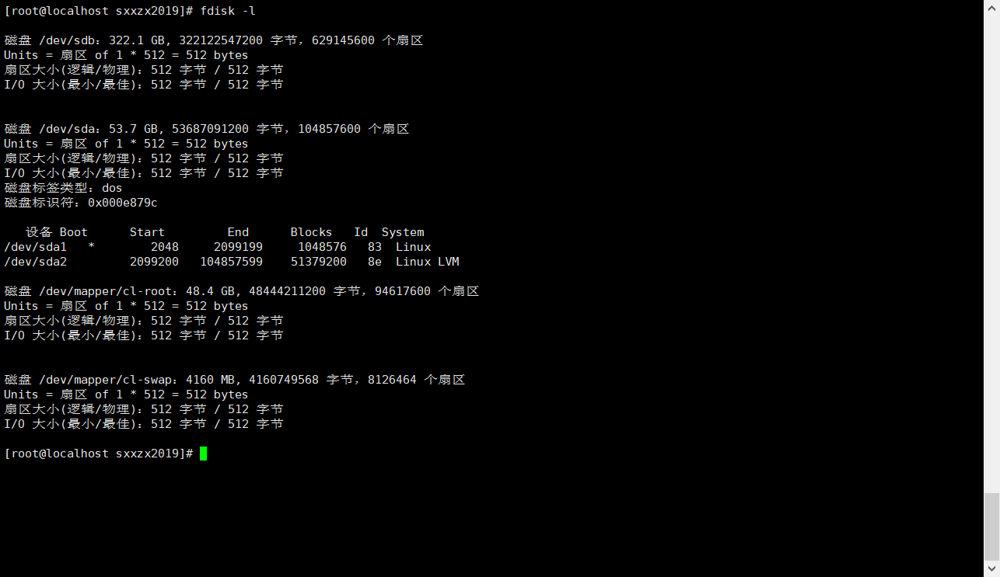 [root@localhost sxxzx2019]# fdisk -l
磁盘 /dev/sdb：322.1 GB, 322122547200 字节，629145600 个扇区
Units = 扇区 of 1 * 512 = 512 bytes
扇区大小(逻辑/物理)：512 字节 / 512 字节
I/O 大小(最小/最佳)：512 字节 / 512 字节
磁盘 /dev/sda：53.7 GB, 53687091200 字节，104857600 个扇区
Units = 扇区 of 1 * 512 = 512 bytes
扇区大小(逻辑/物理)：512 字节 / 512 字节
I/O 大小(最小/最佳)：512 字节 / 512 字节
磁盘标签类型：dos
磁盘标识符：0x000e879c
设备 Boot      Start         End      Blocks   Id  System
/dev/sda1   *        2048     2099199     1048576   83  Linux
/dev/sda2         2099200   104857599    51379200   8e  Linux LVM
磁盘 /dev/mapper/cl-root：48.4 GB, 48444211200 字节，94617600 个扇区
Units = 扇区 of 1 * 512 = 512 bytes
扇区大小(逻辑/物理)：512 字节 / 512 字节
I/O 大小(最小/最佳)：512 字节 / 512 字节
磁盘 /dev/mapper/cl-swap：4160 MB, 4160749568 字节，8126464 个扇区
Units = 扇区 of 1 * 512 = 512 bytes
扇区大小(逻辑/物理)：512 字节 / 512 字节
I/O 大小(最小/最佳)：512 字节 / 512 字节
[root@localhost sxxzx2019]#